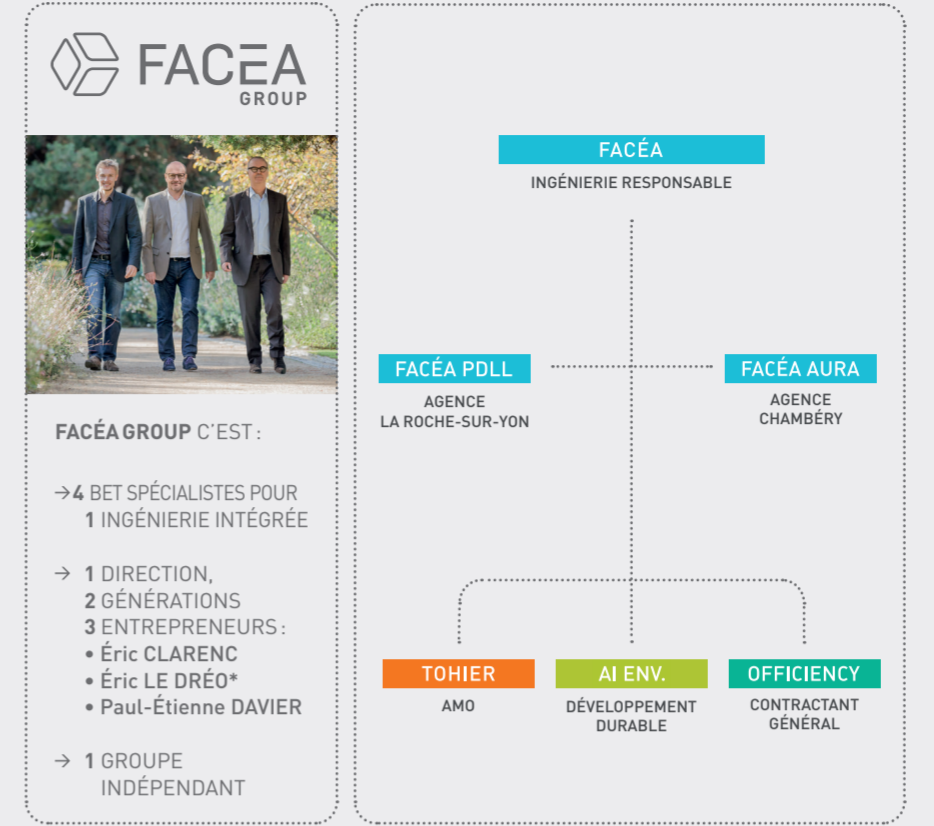 FACEA
GROUP
FACÉA GROUP C'EST :
→4 BET SPÉCIALISTES POUR
1 INGÉNIERIE INTÉGRÉE
→ 1 DIRECTION,
2 GÉNÉRATIONS
3 ENTREPRENEURS :
• Éric CLARENC
• Éric LE DRÉO*
• Paul-Étienne DAVIER
→ 1 GROUPE
INDÉPENDANT
FACÉA
INGÉNIERIE RESPONSABLE
FACÉA PDLL
AGENCE
LA ROCHE-SUR-YON
FACÉA AURA
AGENCE
CHAMBÉRY
TOHIER
AMO
AI ENV.
DÉVELOPPEMENT
DURABLE
OFFICIENCY
CONTRACTANT
GÉNÉRAL